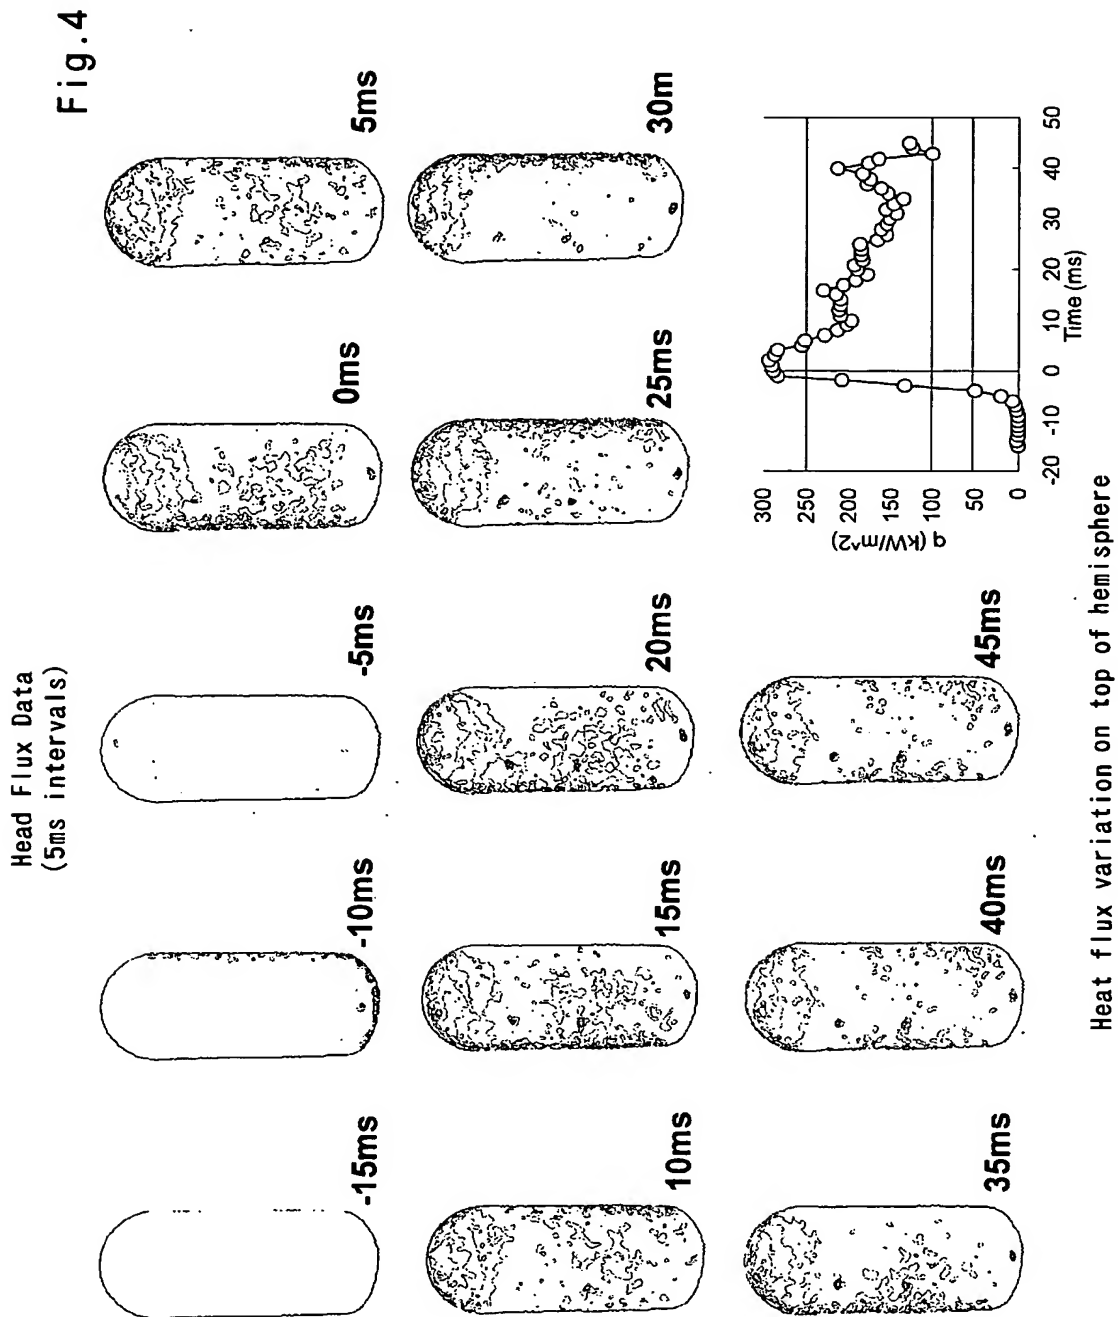 Fig.4
Head Flux Data
(5ms intervals)
-15ms
-10ms
-5ms
0ms
5ms
10ms
15ms
20ms
25ms
30m
35ms
40ms
45ms
q (kW/m^2)
300
250
200
150
100
50
0
-20
-10
0
10
20
30
40
50
Time (ms)
Heat flux variation on top of hemisphere